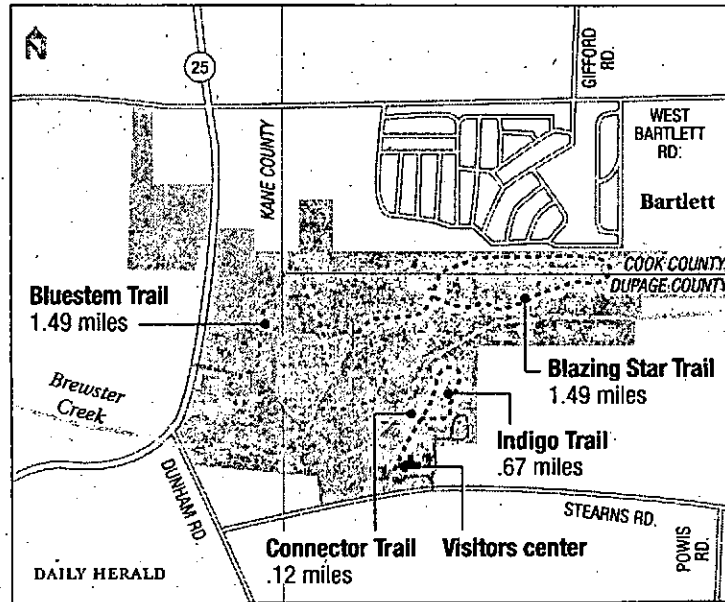 N
25
GIFFORD
RD.
WEST
BARTLETT
RD.
KANE COUNTY
Bartlett
COOK COUNTY
DUPAGE COUNTY
Bluestem Trail
1.49 miles
Blazing Star Trail
1.49 miles
Brewster
Creek
Indigo Trail
.67 miles
DUNHAM RD.
STEARNS RD.
POWIS
RD.
Connector Trail
.12 miles
Visitors center
DAILY HERALD